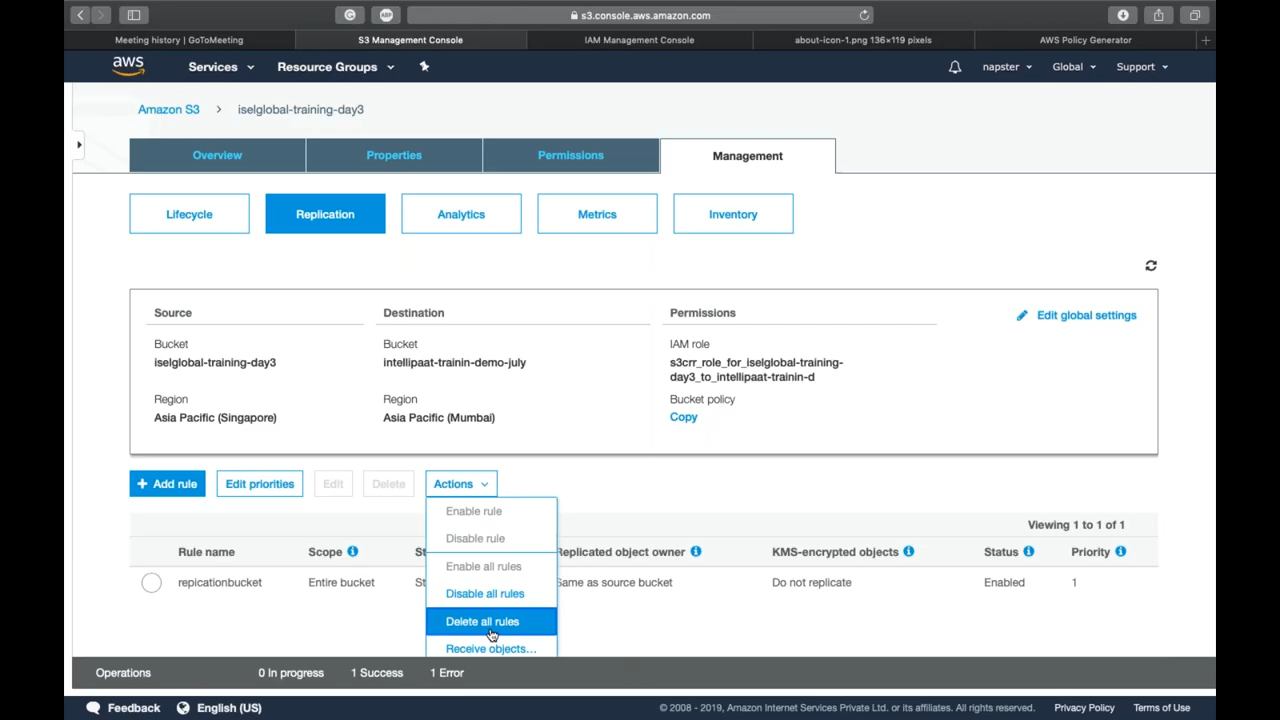 s3.console.aws.amazon.com
Meeting history | GoToMeeting
S3 Management Console
IAM Management Console
about-icon-1.png 136×119 pixels
AWS Policy Generator
aws
Services
Resource Groups
napster
Global
Support
Amazon S3
iselglobal-training-day3
Overview
Properties
Permissions
Management
Lifecycle
Replication
Analytics
Metrics
Inventory
Source
Destination
Permissions
Edit global settings
Bucket
iselglobal-training-day3
Bucket
intellipaat-trainin-demo-july
IAM role
s3crr_role_for_iselglobal-training-
day3_to_intellipaat-trainin-d
Region
Asia Pacific (Singapore)
Region
Asia Pacific (Mumbai)
Bucket policy
Copy
+ Add rule
Edit priorities
Edit
Delete
Actions
Enable rule
Disable rule
Enable all rules
Disable all rules
Delete all rules
Receive objects...
Viewing 1 to 1 of 1
Rule name
Scope
St
Replicated object owner
KMS-encrypted objects
Status
Priority
repicationbucket
Entire bucket
St
Same as source bucket
Do not replicate
Enabled
1
Operations
0 In progress
1 Success
1 Error
Feedback
English (US)
© 2008 - 2019, Amazon Internet Services Private Ltd. or its affiliates. All rights reserved.
Privacy Policy
Terms of Use